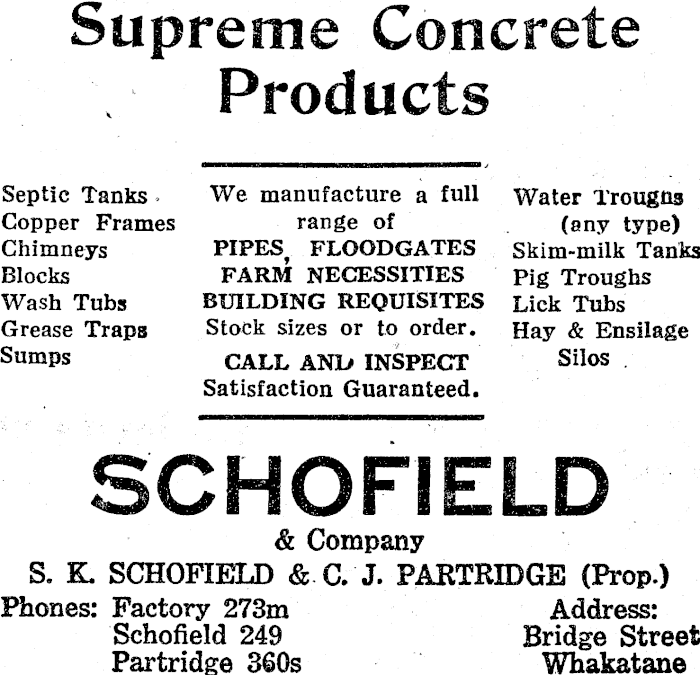 Supreme Concrete
Products
Septic Tanks
Copper Frames
Chimneys
Blocks
Wash Tubs
Grease Traps
Sumps
We manufacture a full
range of
PIPES, FLOODGATES
FARM NECESSITIES
BUILDING REQUISITES
Stock sizes or to order.
CALL AND INSPECT
Satisfaction Guaranteed.
Water Troughs
(any type)
Skim-milk Tanks
Pig Troughs
Lick Tubs
Hay & Ensilage
Silos
SCHOFIELD
& Company
S. K. SCHOFIELD & C. J. PARTRIDGE (Prop.)
Phones: Factory 273m
Schofield 249
Partridge 360s
Address:
Bridge Street
Whakatane